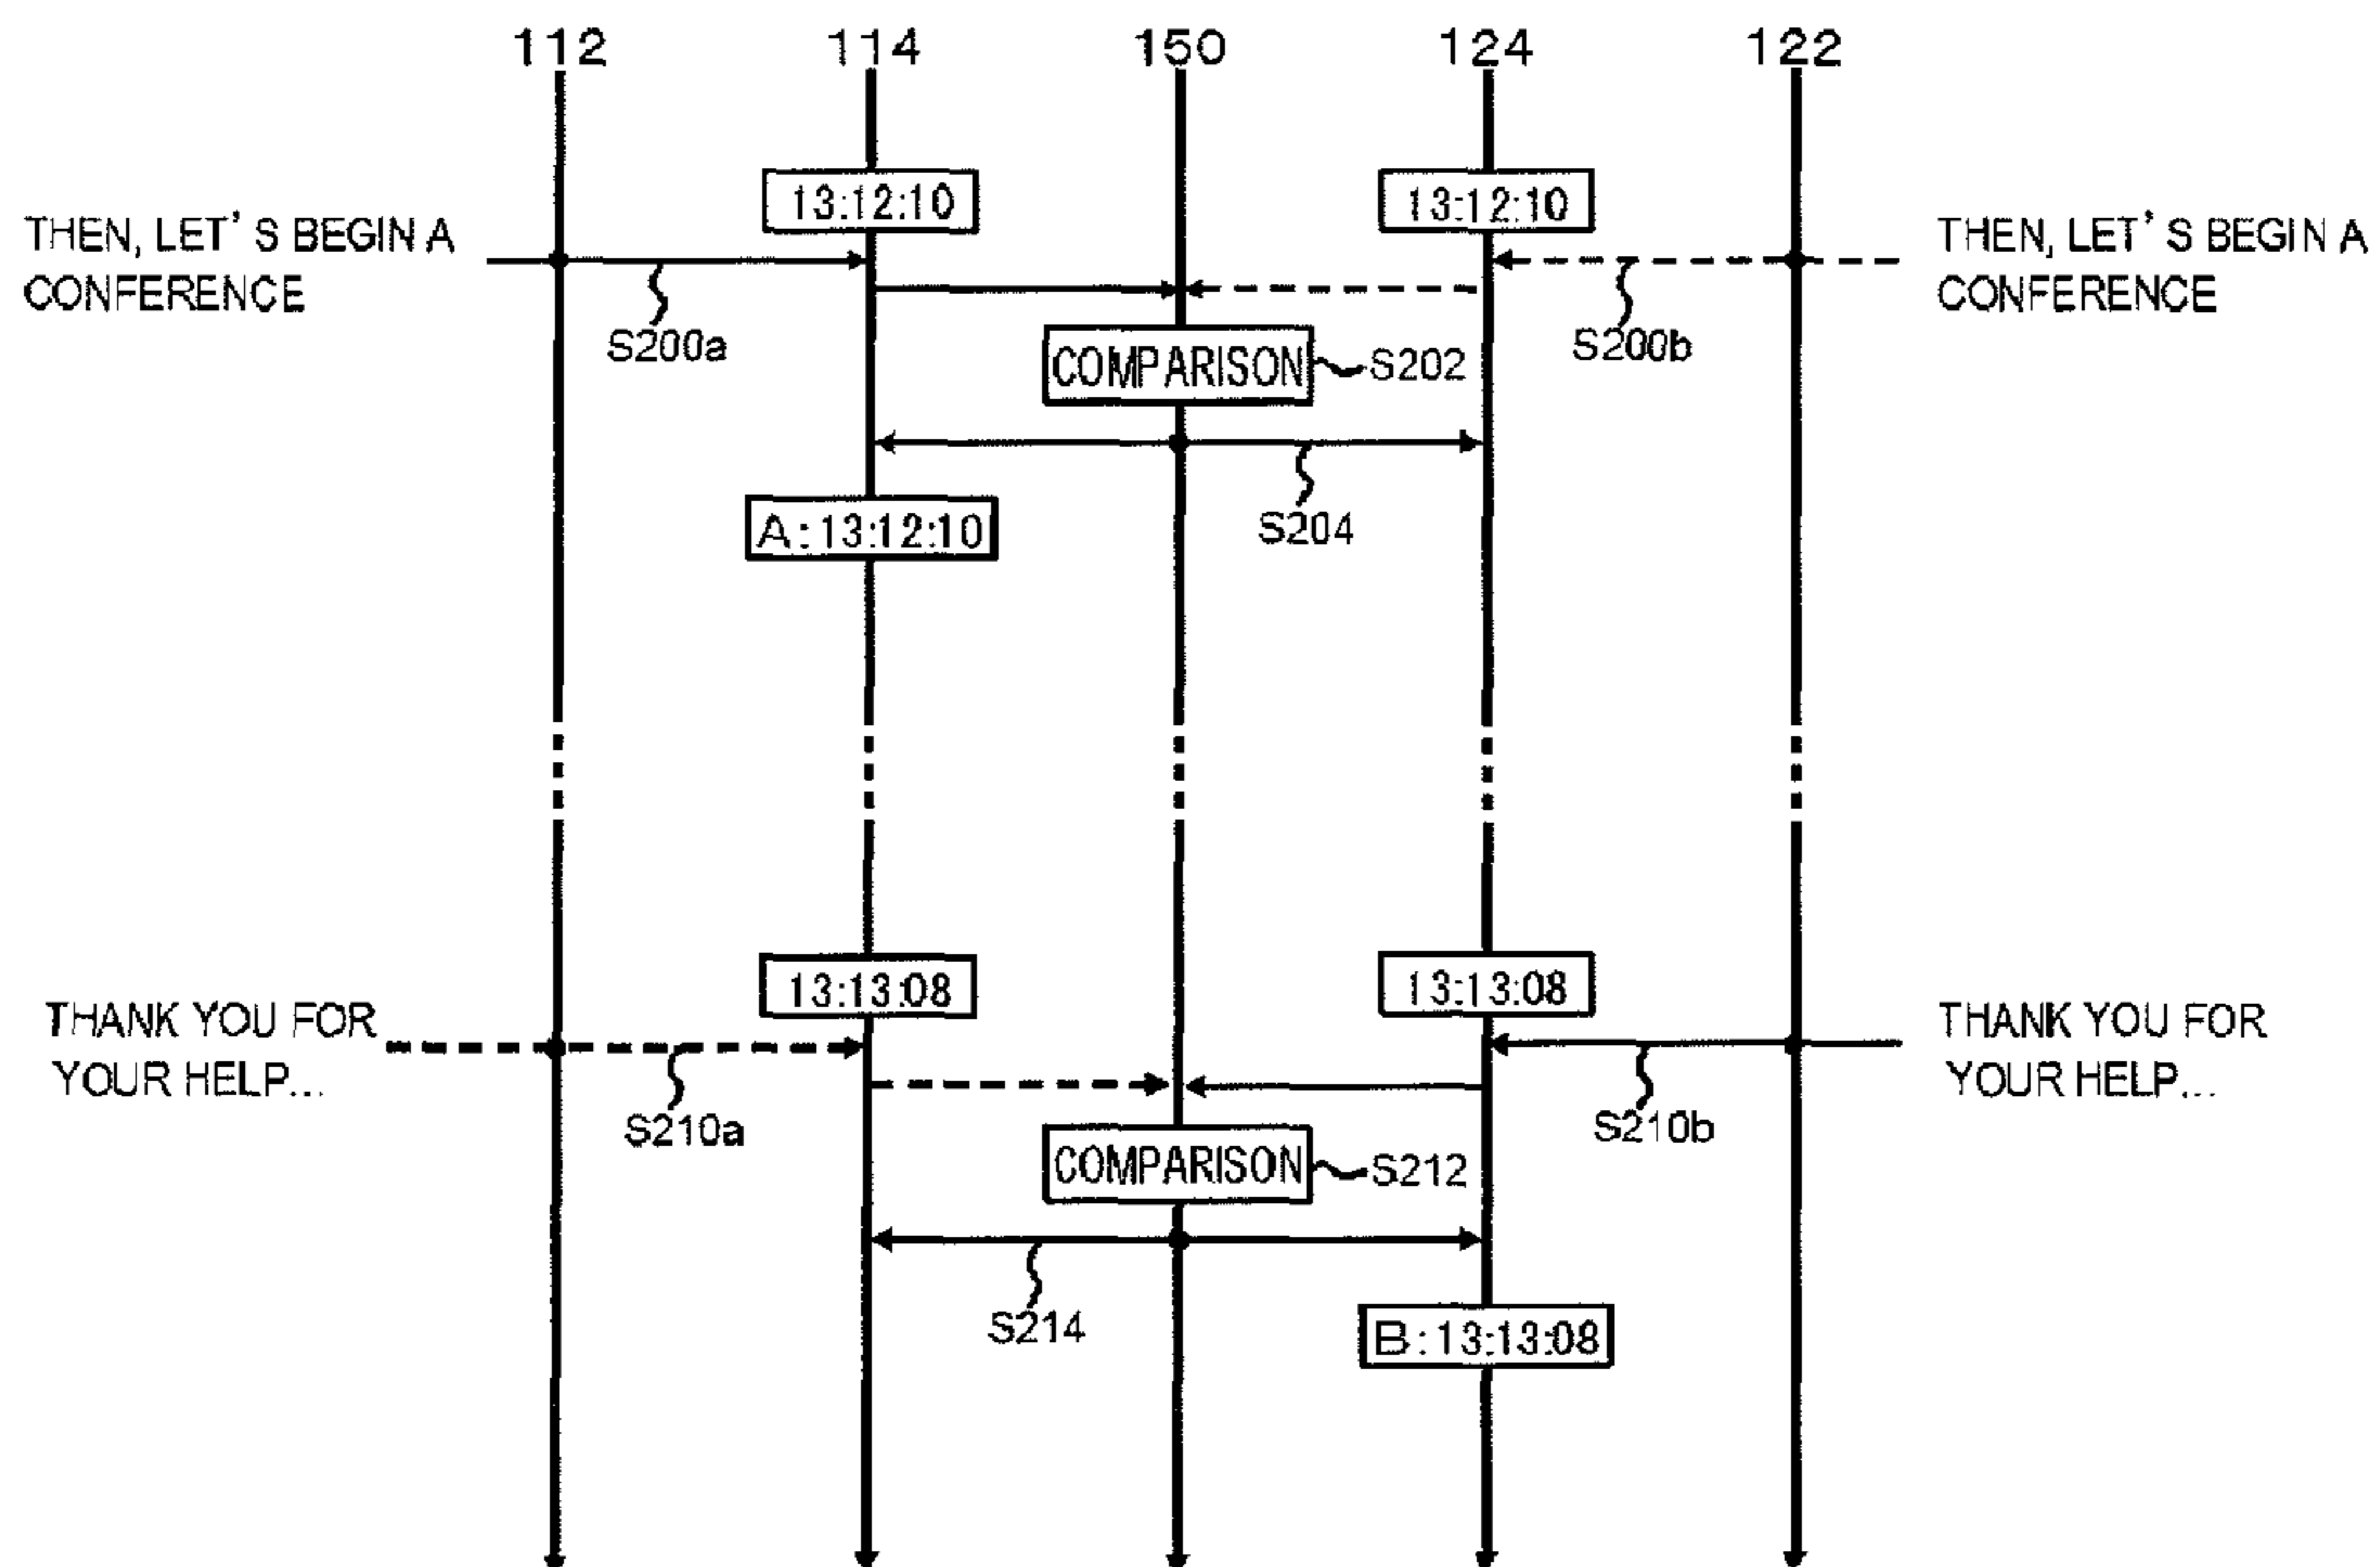 112 114 150 124 122
13:12:10 13:12:10
THEN, LET'S BEGIN A
CONFERENCE
THEN, LET'S BEGIN A
CONFERENCE
S200a
COMPARISON S202
S200b
S204
A:13:12:10
13:13:08 13:13:08
THANK YOU FOR
YOUR HELP...
THANK YOU FOR
YOUR HELP...
S210a
COMPARISON S212
S210b
S214
B:13:13:08